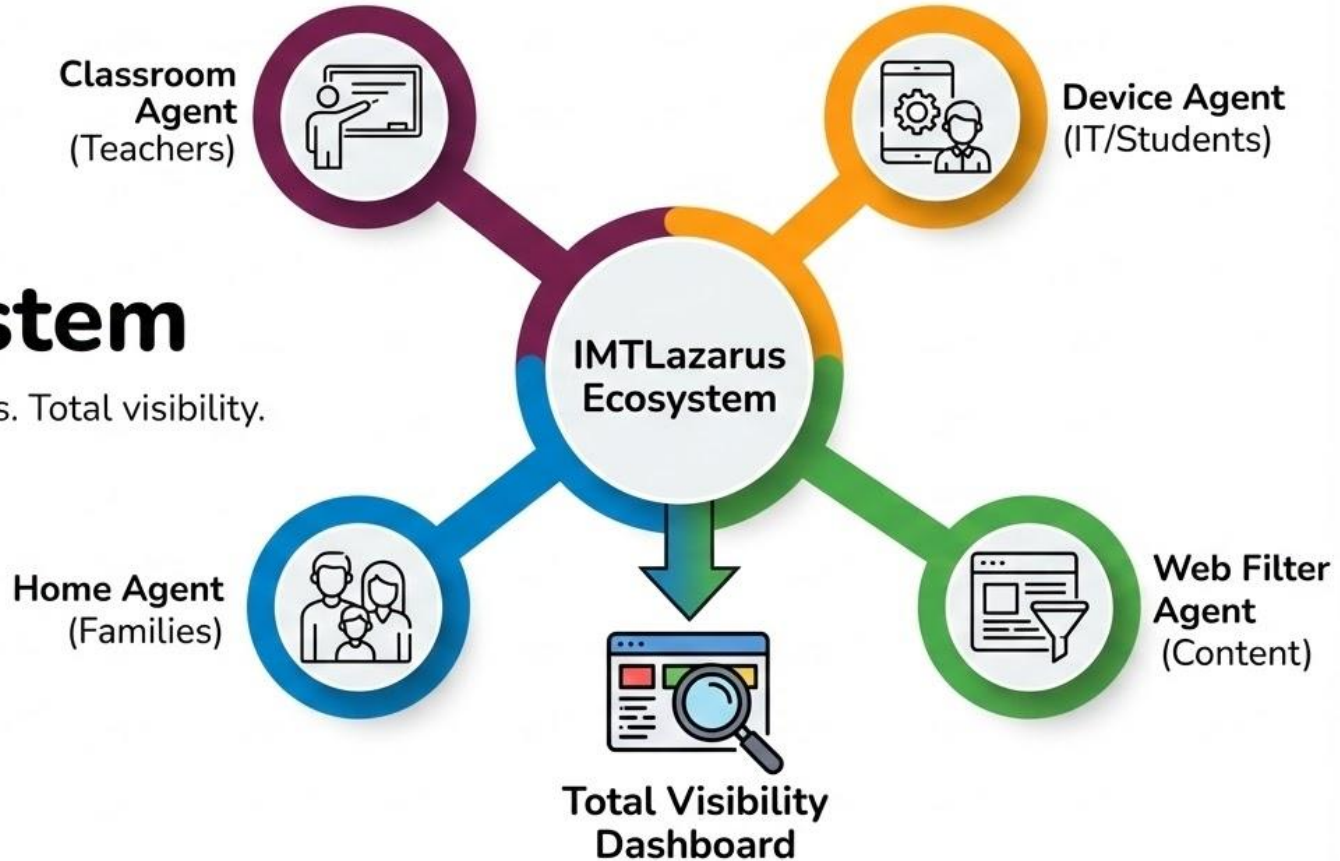 Classroom
Agent
(Teachers)
Device Agent
(IT/Students)
stem
s. Total visibility.
IMTLazarus
Ecosystem
Home Agent
(Families)
Web Filter
Agent
(Content)
Total Visibility
Dashboard